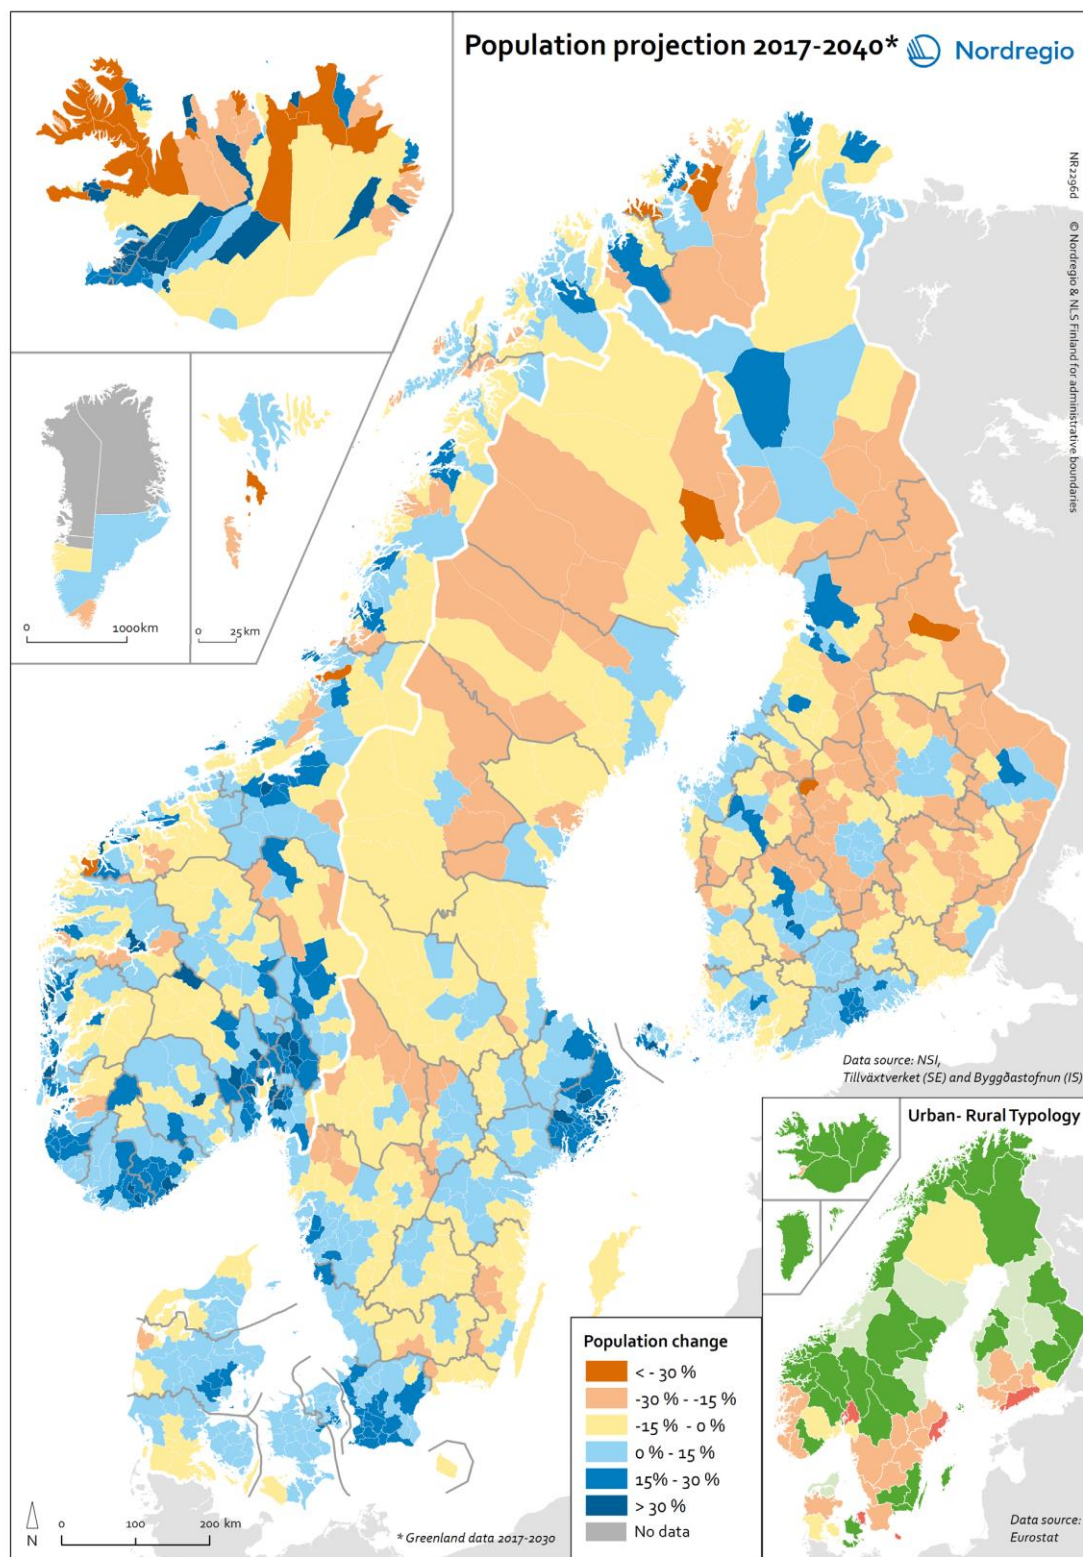 Population projection 2017-2040*
Nordregio
NR2296d © Nordregio & NLS Finland for administrative boundaries
0 1000km
0 25km
Data source: NSI,
Tillväxtverket (SE) and Byggðastofnun (IS)
Urban- Rural Typology
Population change
< - 30 %
-30 % - -15 %
-15 % - 0 %
0 % - 15 %
15% - 30 %
> 30 %
No data
N
0 100 200 km
* Greenland data 2017-2030
Data source:
Eurostat